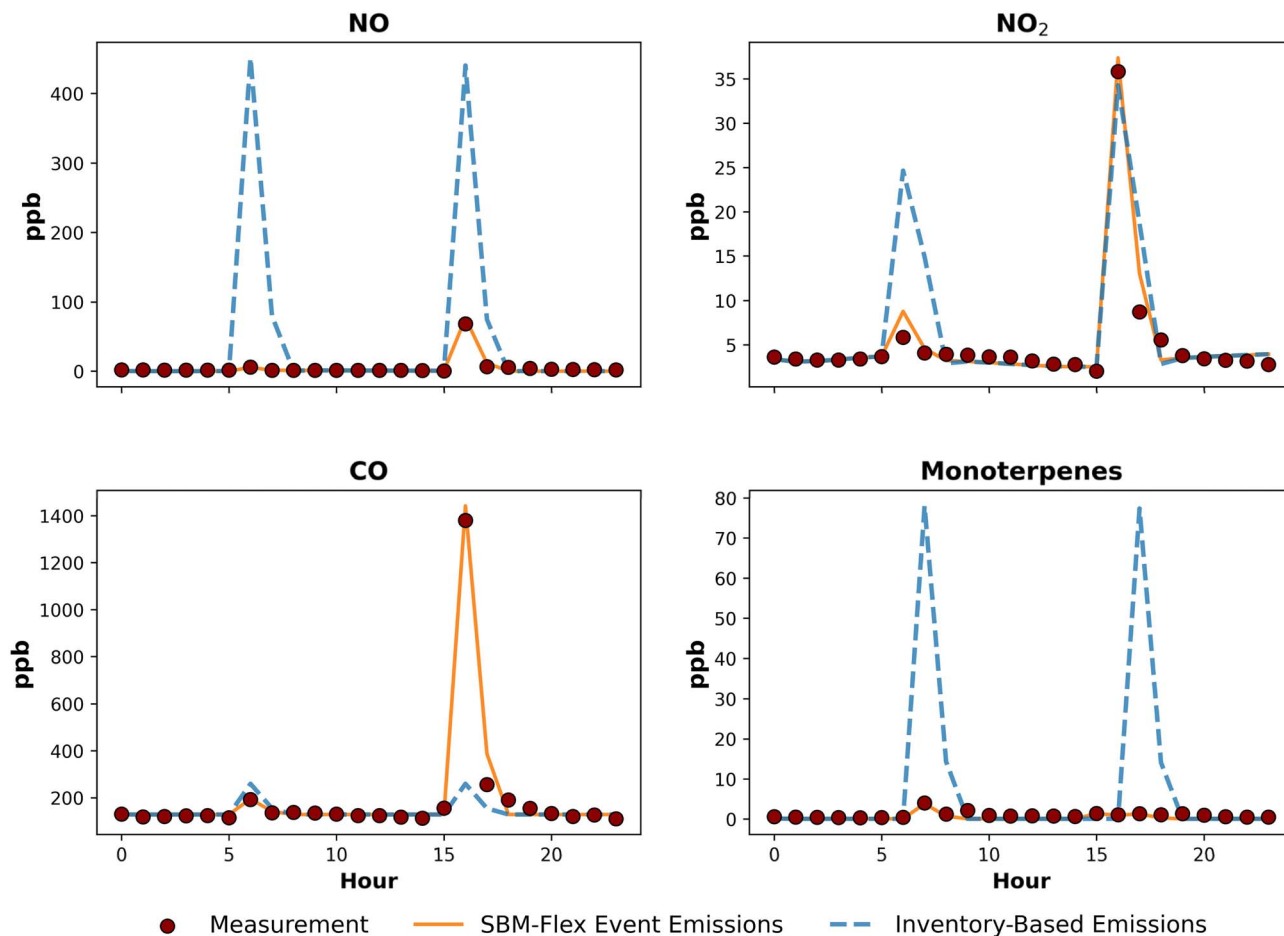 NO
NO₂
400
300
200
100
0
ppb
35
30
25
20
15
10
5
ppb
CO
Monoterpenes
1400
1200
1000
800
600
400
200
ppb
0 5 10 15 20
Hour
80
70
60
50
40
30
20
10
0
ppb
0 5 10 15 20
Hour
Measurement SBM-Flex Event Emissions Inventory-Based Emissions